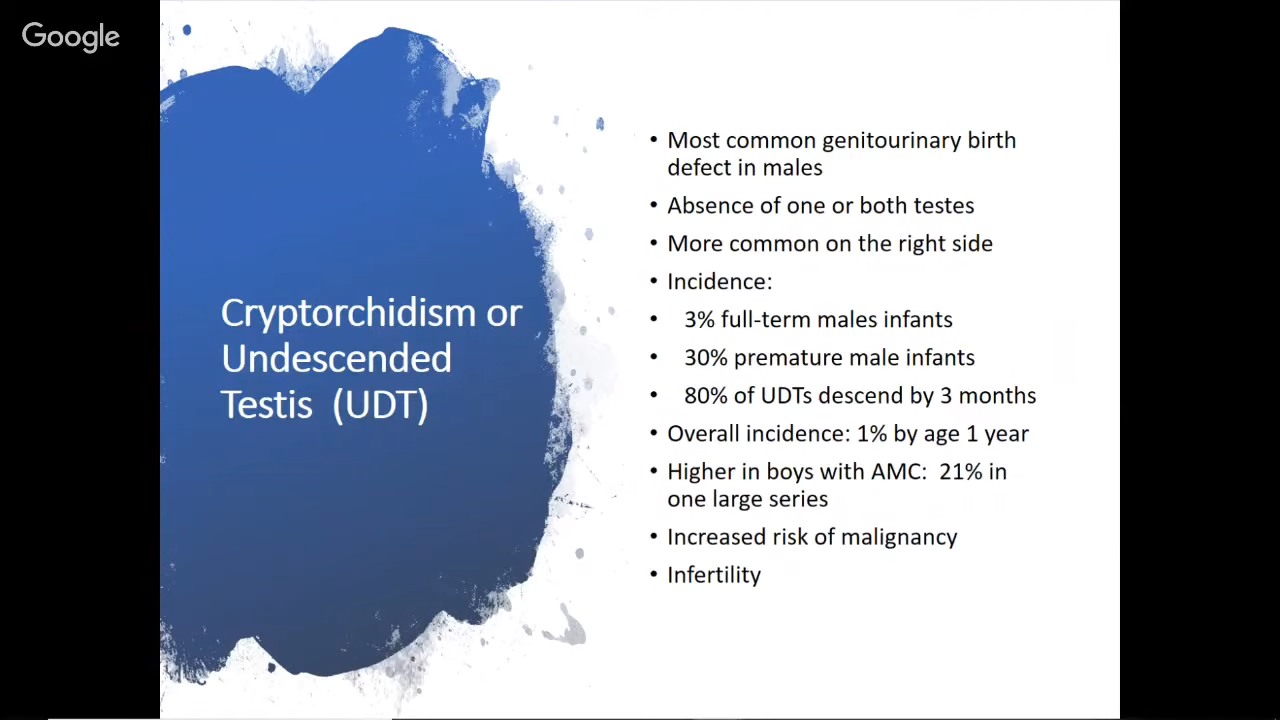 Google
Cryptorchidism or
Undescended
Testis (UDT)
• Most common genitourinary birth
defect in males
• Absence of one or both testes
• More common on the right side
• Incidence:
• 3% full-term males infants
• 30% premature male infants
• 80% of UDTs descend by 3 months
• Overall incidence: 1% by age 1 year
• Higher in boys with AMC: 21% in
one large series
• Increased risk of malignancy
• Infertility